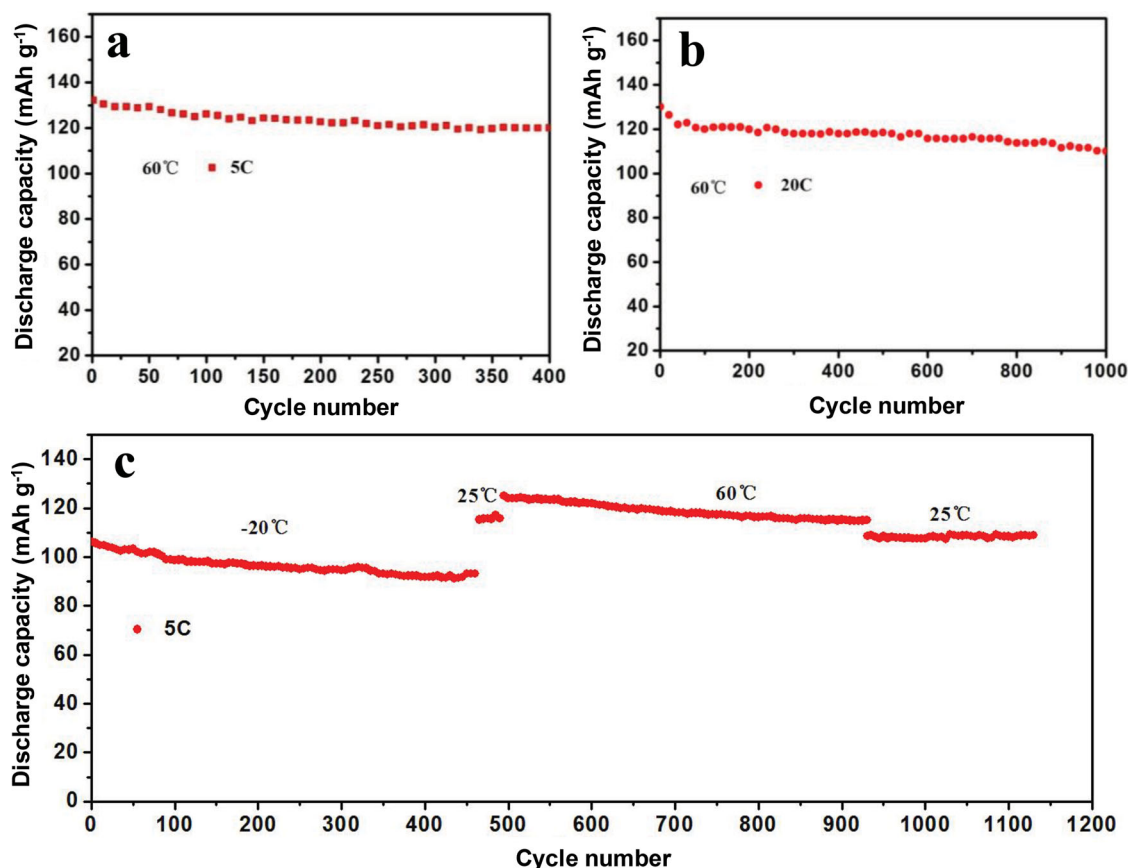 a
Discharge capacity (mAh g-1)
160
140
120
100
80
60
40
20
60℃ 5C
0 50 100 150 200 250 300 350 400
Cycle number
b
Discharge capacity (mAh g-1)
160
140
120
100
80
60
40
20
60℃ 20C
0 200 400 600 800 1000
Cycle number
c
Discharge capacity (mAh g-1)
140
120
100
80
60
40
20
0
-20℃
25℃
60℃
25℃
5C
0 100 200 300 400 500 600 700 800 900 1000 1100 1200
Cycle number